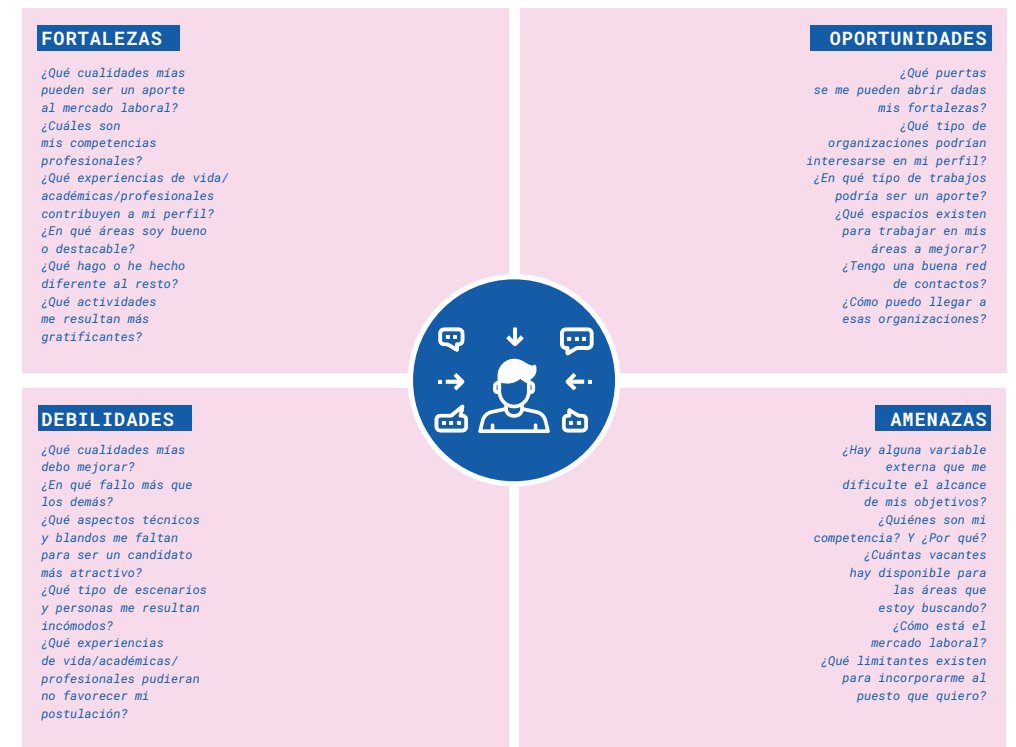 FORTALEZAS
¿Qué cualidades mías
pueden ser un aporte
al mercado laboral?
¿Cuáles son
mis competencias
profesionales?
¿Qué experiencias de vida/
académicas/profesionales
contribuyen a mi perfil?
¿En qué áreas soy bueno
o destacable?
¿Qué hago o he hecho
diferente al resto?
¿Qué actividades
me resultan más
gratificantes?
OPORTUNIDADES
¿Qué puertas
se me pueden abrir dadas
mis fortalezas?
¿Qué tipo de
organizaciones podrían
interesarse en mi perfil?
¿En qué tipo de trabajos
podría ser un aporte?
¿Qué espacios existen
para trabajar en mis
áreas a mejorar?
¿Tengo una buena red
de contactos?
¿Cómo puedo llegar a
esas organizaciones?
DEBILIDADES
¿Qué cualidades mías
debo mejorar?
¿En qué fallo más que
los demás?
¿Qué aspectos técnicos
y blandos me faltan
para ser un candidato
más atractivo?
¿Qué tipo de escenarios
y personas me resultan
incómodos?
¿Qué experiencias
de vida/académicas/
profesionales pudieran
no favorecer mi
postulación?
AMENAZAS
¿Hay alguna variable
externa que me
dificulte el alcance
de mis objetivos?
¿Quiénes son mi
competencia? Y ¿Por qué?
¿Cuántas vacantes
hay disponible para
las áreas que
estoy buscando?
¿Cómo está el
mercado laboral?
¿Qué limitantes existen
para incorporarme al
puesto que quiero?